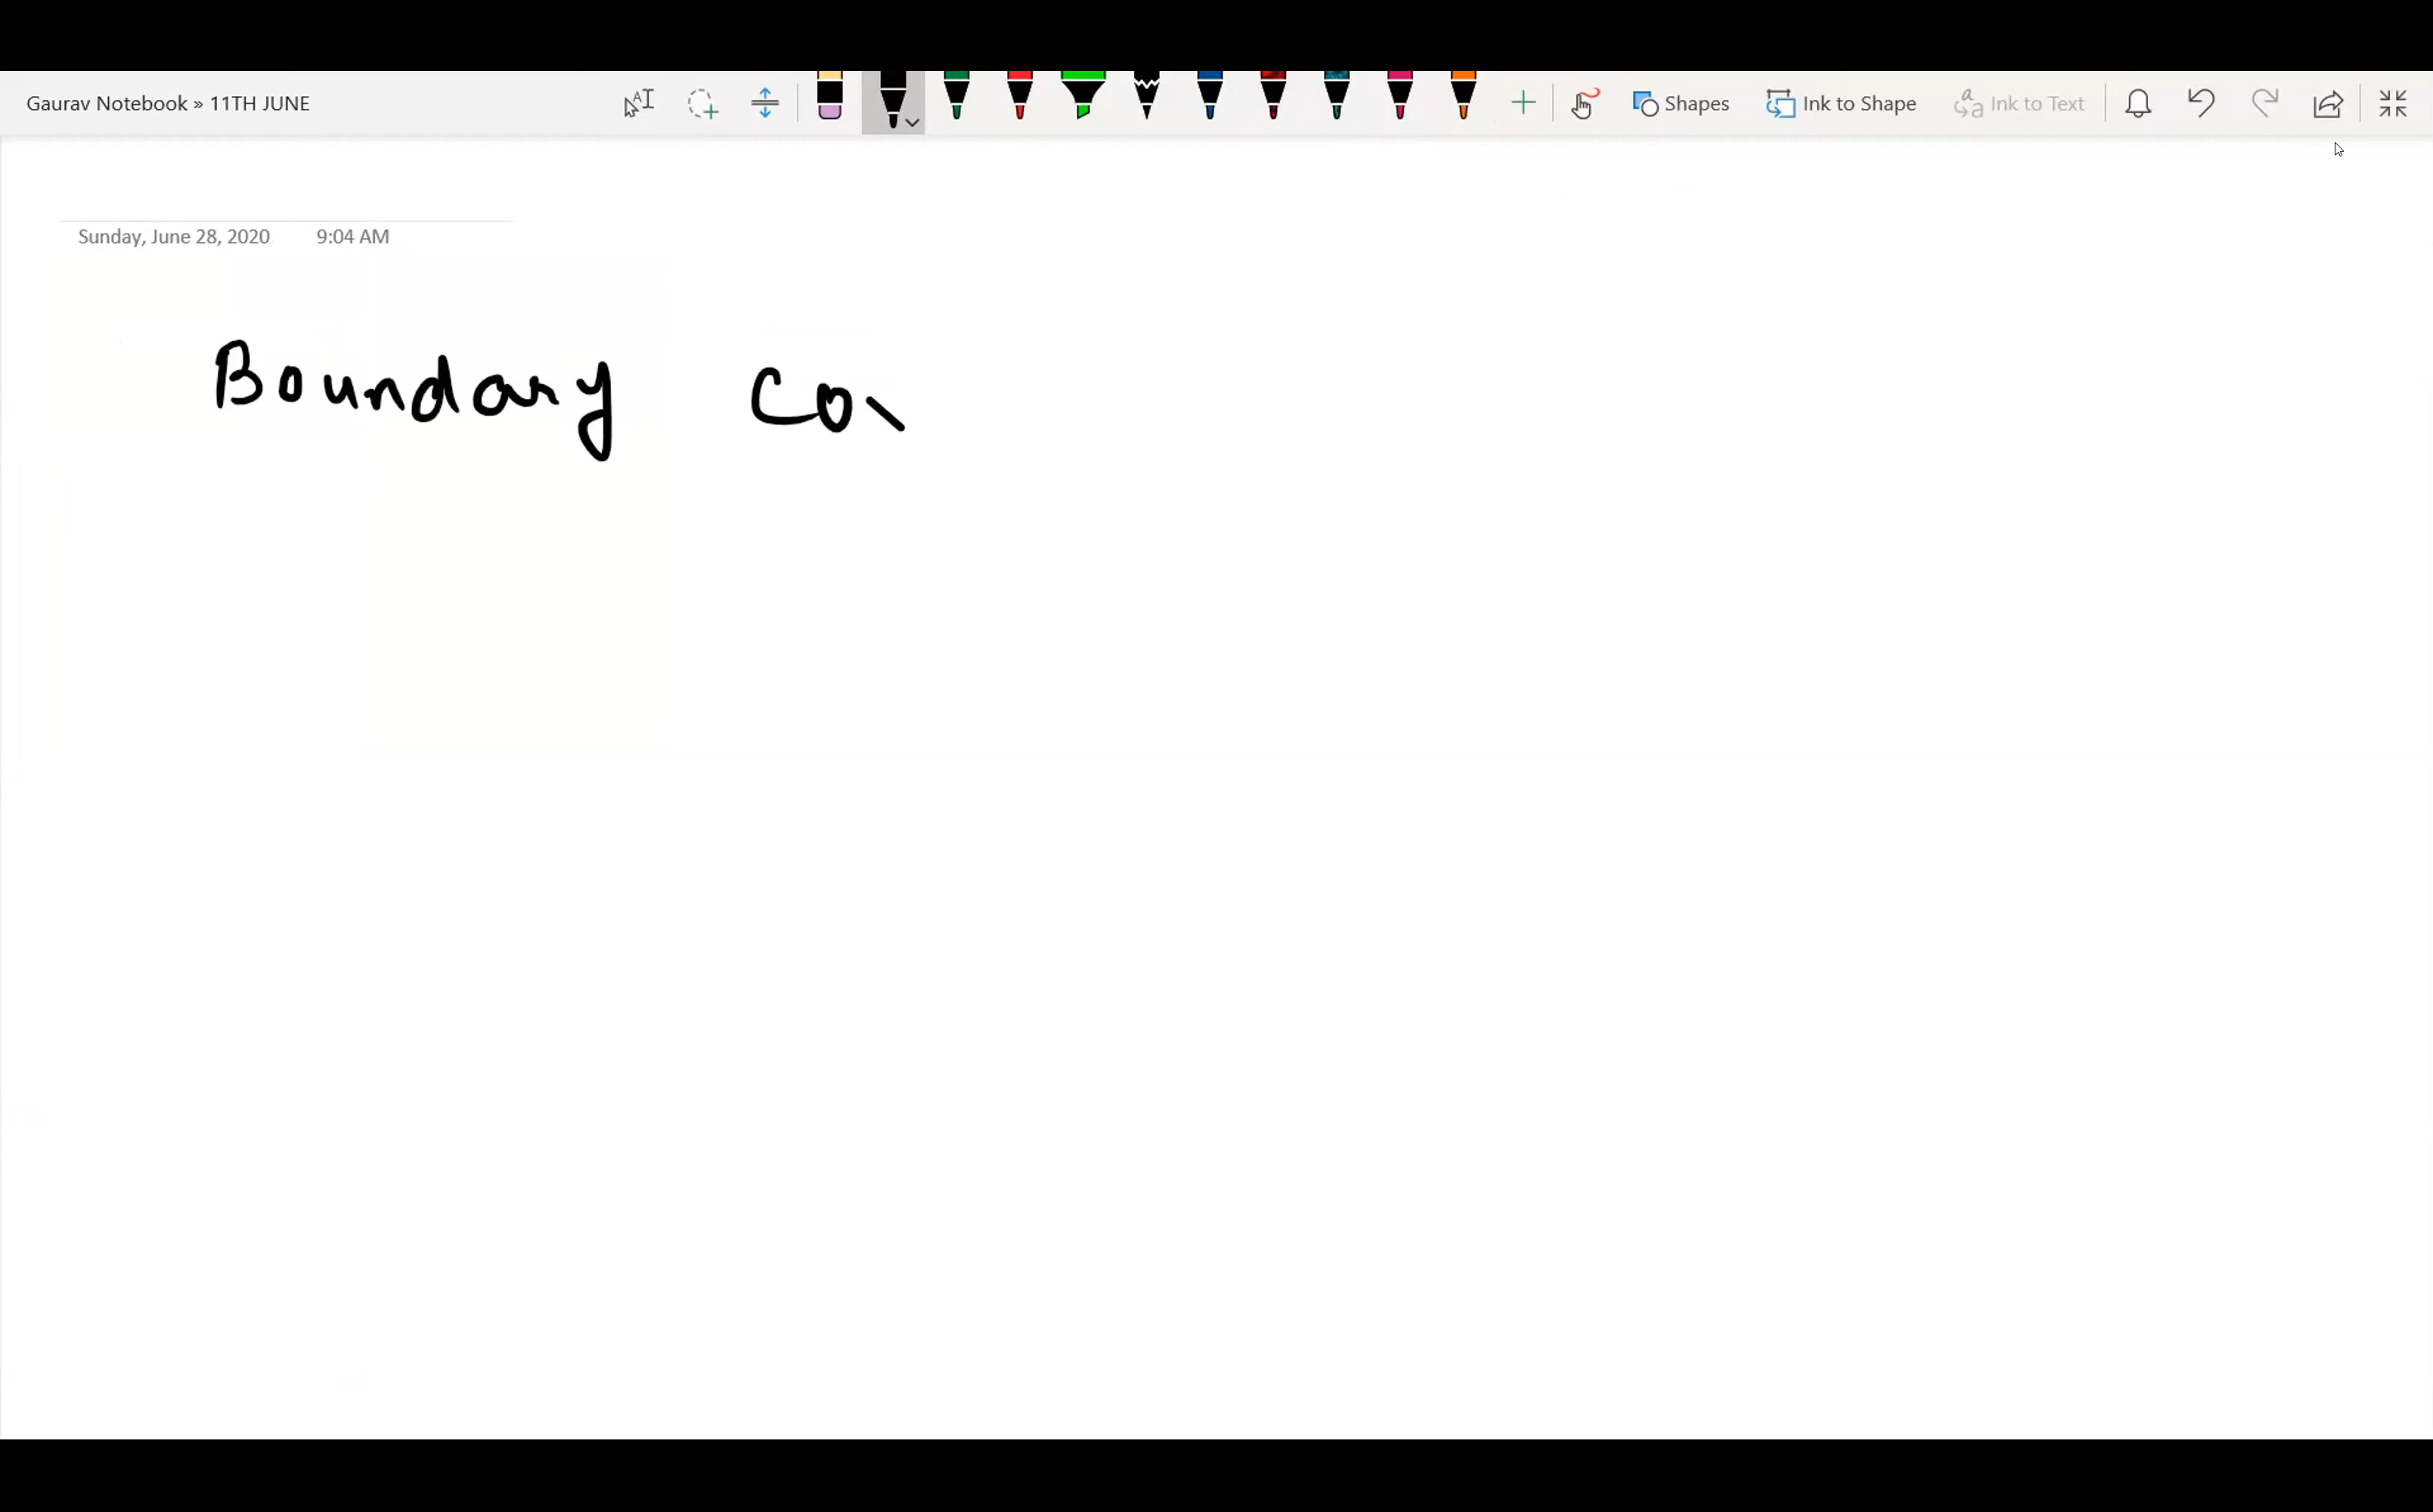 Gaurav Notebook » 11TH JUNE Shapes Ink to Shape Ink to Text
Sunday, June 28, 2020 9:04 AM
Boundary